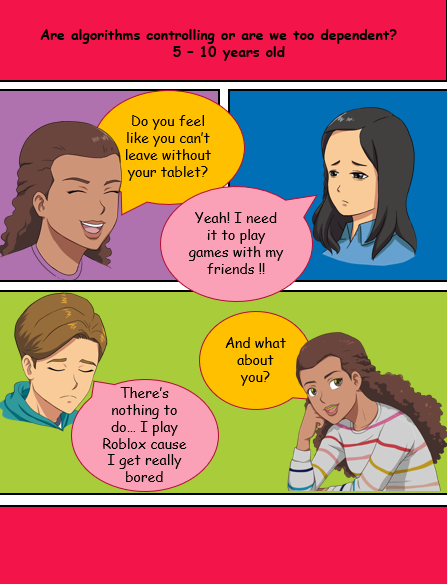 Are algorithms controlling or are we too dependent?
5 – 10 years old
Do you feel
like you can't
leave without
your tablet?
Yeah! I need
it to play
games with my
friends !!
And what
about
you?
There's
nothing to
do... I play
Roblox cause
I get really
bored